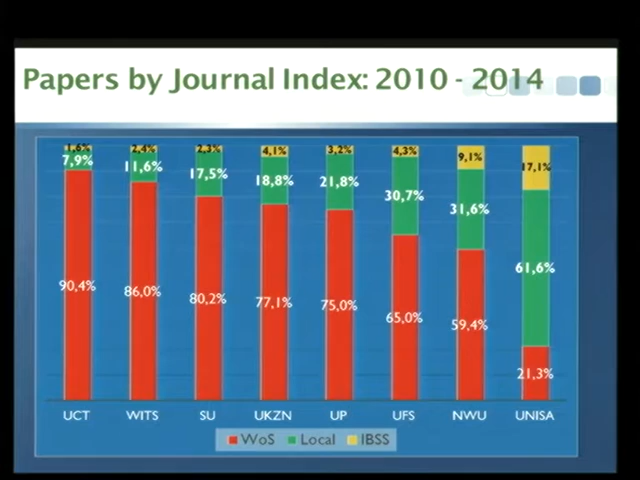 Papers by Journal Index: 2010 - 2014
1,6% 2,4% 2,3% 4,1% 3,2% 4,3% 9,1% 17,1%
7,9% 11,6% 17,5% 18,8% 21,8% 30,7% 31,6% 61,6%
90,4% 86,0% 80,2% 77,1% 75,0% 65,0% 59,4% 21,3%
UCT WITS SU UKZN UP UFS NWU UNISA
WoS Local IBSS